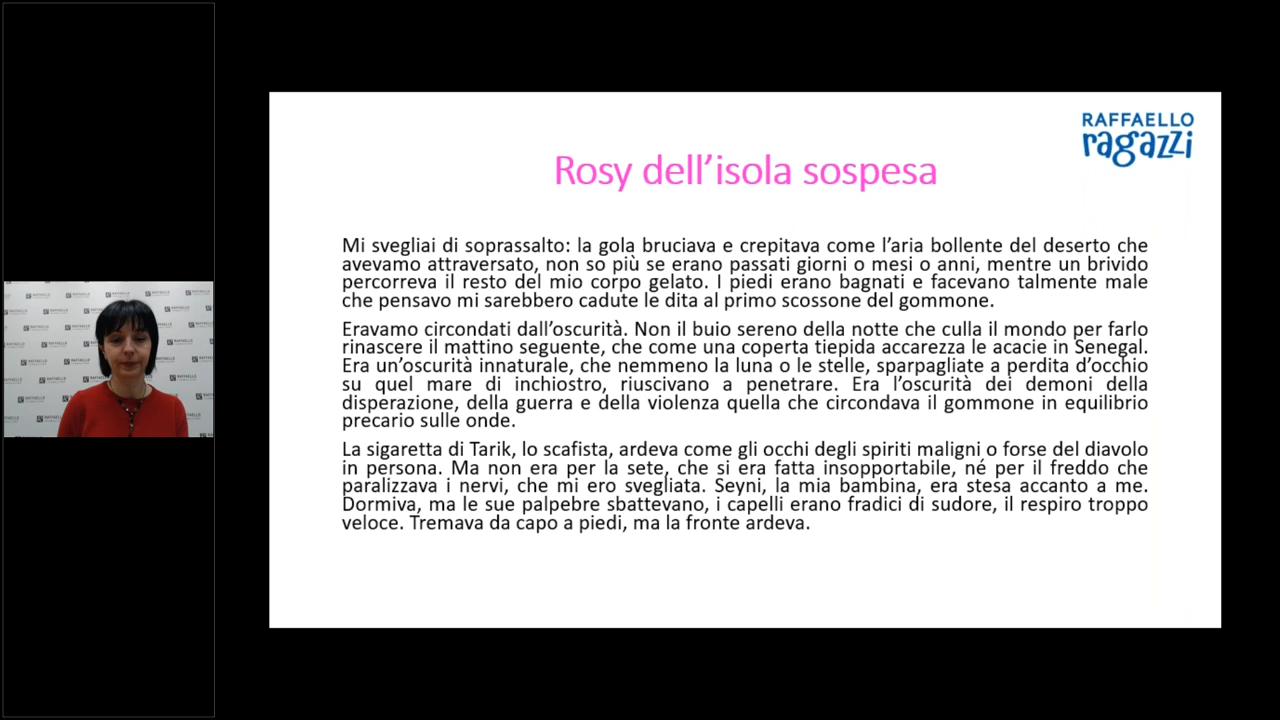 RAFFAELLO
ragazzi
Rosy dell’isola sospesa
Mi svegliai di soprassalto: la gola bruciava e crepitava come l’aria bollente del deserto che
avevamo attraversato, non so più se erano passati giorni o mesi o anni, mentre un brivido
percorreva il resto del mio corpo gelato. I piedi erano bagnati e facevano talmente male
che pensavo mi sarebbero cadute le dita al primo scossone del gommone.
Eravamo circondati dall’oscurità. Non il buio sereno della notte che culla il mondo per farlo
rinascere il mattino seguente, che come una coperta tiepida accarezza le acacie in Senegal.
Era un’oscurità innaturale, che nemmeno la luna o le stelle, sparpagliate a perdita d’occhio
su quel mare di inchiostro, riuscivano a penetrare. Era l’oscurità dei demoni della
disperazione, della guerra e della violenza quella che circondava il gommone in equilibrio
precario sulle onde.
La sigaretta di Tarik, lo scafista, ardeva come gli occhi degli spiriti maligni o forse del diavolo
in persona. Ma non era per la sete, che si era fatta insopportabile, né per il freddo che
paralizzava i nervi, che mi ero svegliata. Seyni, la mia bambina, era stesa accanto a me.
Dormiva, ma le sue palpebre sbattevano, i capelli erano fradici di sudore, il respiro troppo
veloce. Tremava da capo a piedi, ma la fronte ardeva.